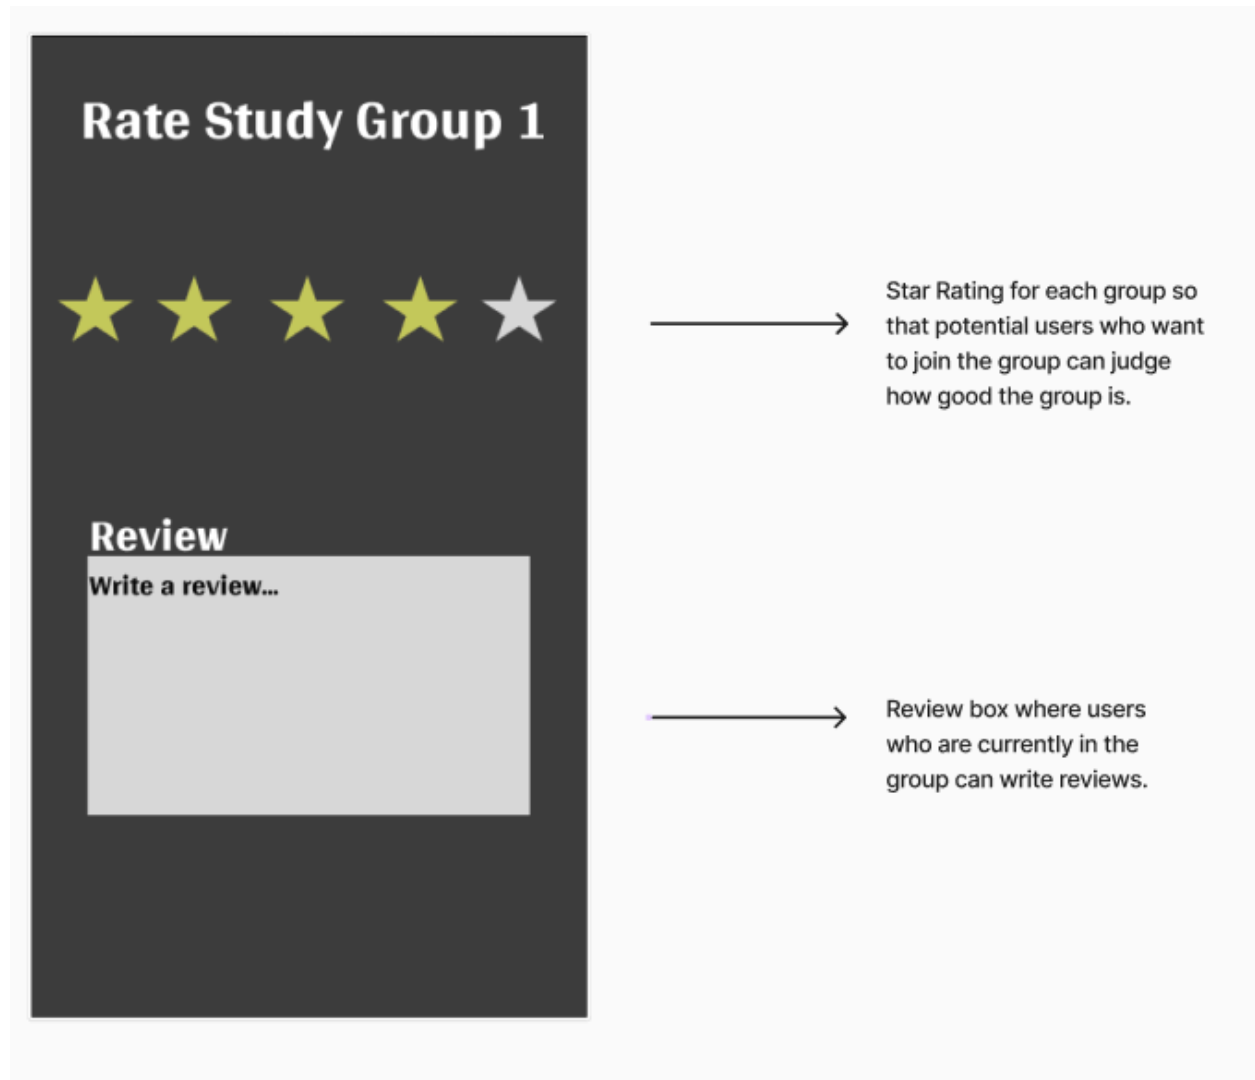 Rate Study Group 1
Star Rating for each group so
that potential users who want
to join the group can judge
how good the group is.
Review
Write a review...
Review box where users
who are currently in the
group can write reviews.